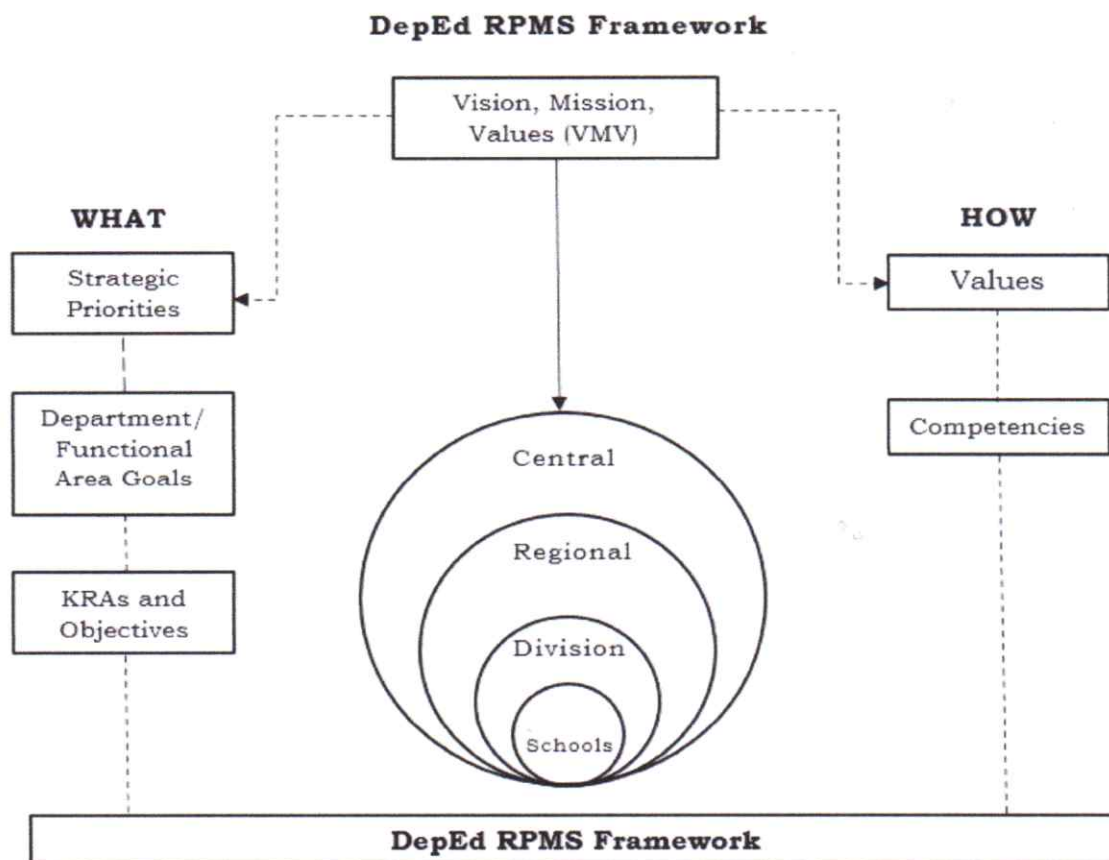 DepEd RPMS Framework
Vision, Mission,
Values (VMV)
WHAT
Strategic
Priorities
Department/
Functional
Area Goals
KRAs and
Objectives
HOW
Values
Competencies
Central
Regional
Division
Schools
DepEd RPMS Framework